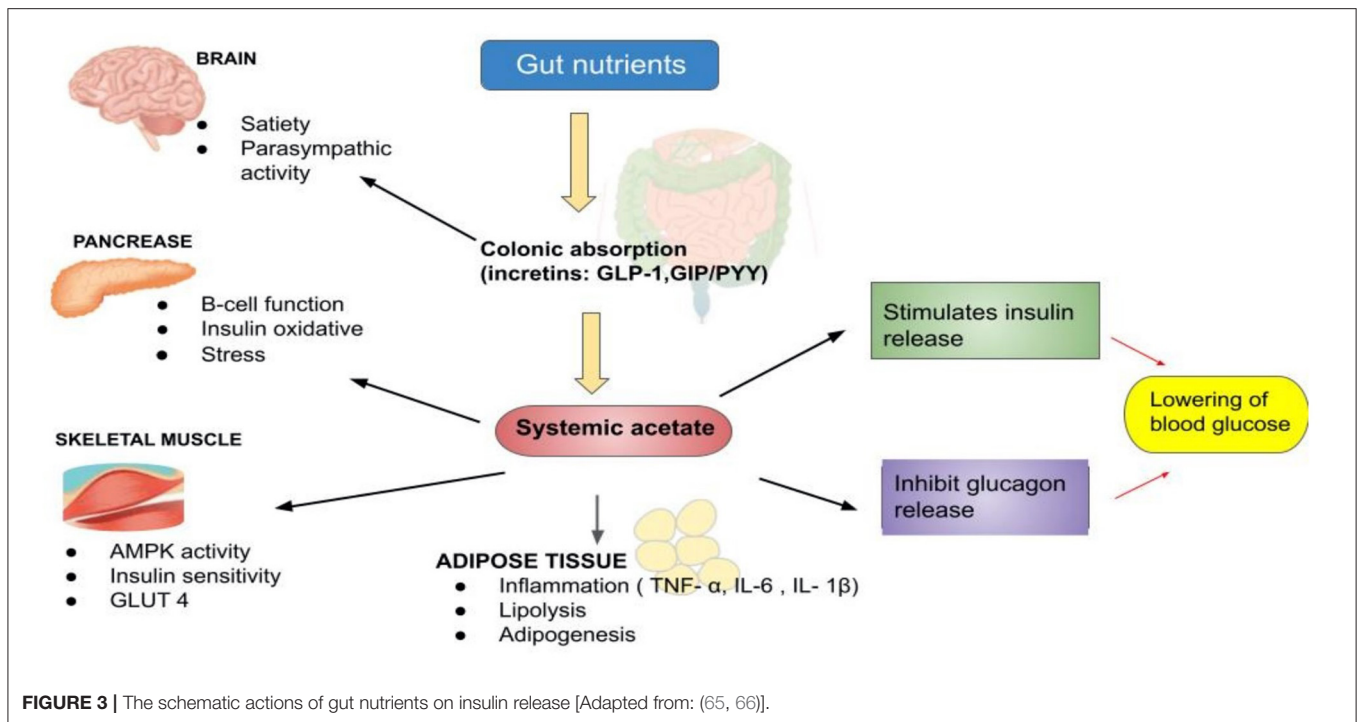 Gut nutrients
BRAIN
● Satiety
● Parasympathic
activity
Colonic absorption
(incretins: GLP-1,GIP/PYY)
PANCREASE
● B-cell function
● Insulin oxidative
● Stress
Systemic acetate
SKELETAL MUSCLE
● AMPK activity
● Insulin sensitivity
● GLUT 4
ADIPOSE TISSUE
● Inflammation ( TNF- α, IL-6 , IL- 1β)
● Lipolysis
● Adipogenesis
Stimulates insulin
release
Inhibit glucagon
release
Lowering of
blood glucose
FIGURE 3 | The schematic actions of gut nutrients on insulin release [Adapted from: (65, 66)].